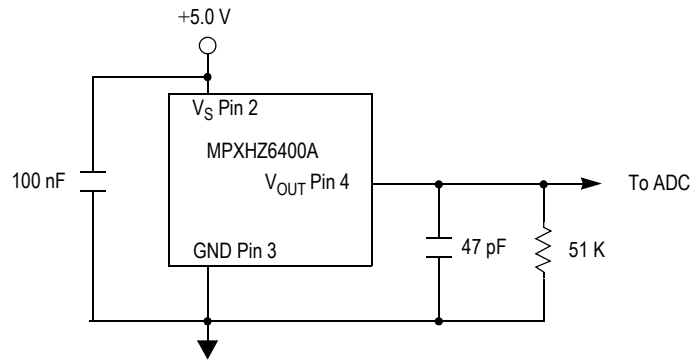 +5.0 V
V_S Pin 2
MPXHZ6400A
100 nF
V_OUT Pin 4
To ADC
GND Pin 3
47 pF
51 K